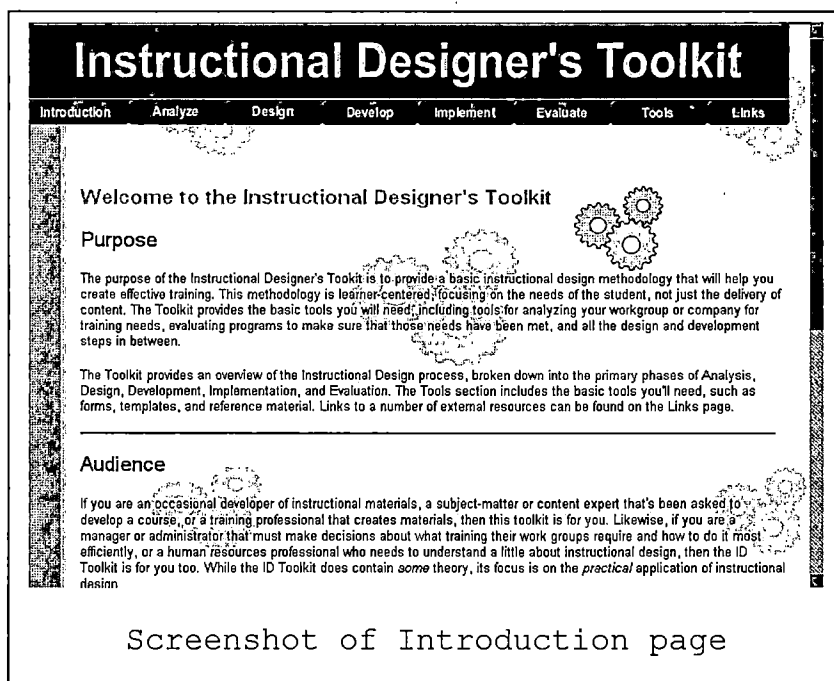 Instructional Designer's Toolkit
Introduction Analyze Design Develop Implement Evaluate Tools Links
Welcome to the Instructional Designer's Toolkit
Purpose
The purpose of the Instructional Designer's Tookit is to provide a basic instructional design methodology that will help you
create effective training. This methodology is learner-centered, focusing on the needs of the student, not just the delivery of
content. The Toolkit provides the basic tools you will need, including tools for analyzing your workgroup or company for
training needs, evaluating programs to make sure that those needs have been met, and all the design and development
steps in between.
The Toolkit provides an overview of the Instructional Design process, broken down into the primary phases of Analysis,
Design, Development, Implementation, and Evaluation. The Tools section includes the basic tools you'll need, such as
forms, templates, and reference material. Links to a number of external resources can be found on the Links page.
Audience
If you are an occasional developer of instructional materials, a subject-matter or content expert that's been asked to
develop a course, or a training professional that creates materials, then this toolkit is for you. Likewise, if you are a
manager or administrator that must make decisions about what training their work groups require and how to do it most
efficiently, or a human resources professional who needs to understand a little about instructional design, then the ID
Toolkit is for you too. While the ID Toolkit does contain some theory, its focus is on the practical application of instructional
design
Screenshot of Introduction page